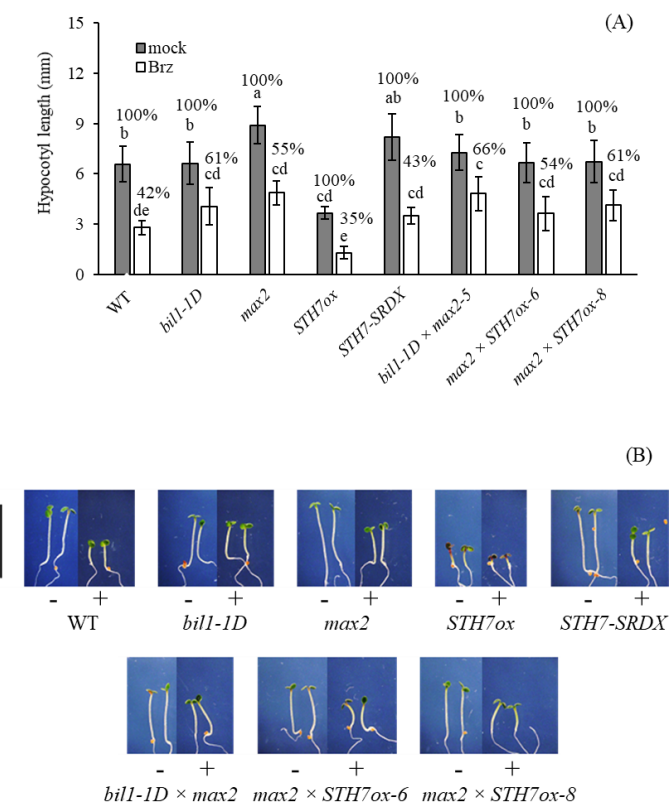 (A)
15
12
9
6
3
0
Hypocotyl length (mm)
mock
Brz
100%
b
42%
de
100%
b
61%
cd
100%
a
55%
cd
100%
cd
35%
e
100%
ab
43%
cd
100%
b
66%
c
100%
b
54%
cd
100%
b
61%
cd
WT
bil1-1D
max2
STH7ox
STH7-SRDX
bil1-1D × max2-5
max2 × STH7ox-6
max2 × STH7ox-8
(B)
- + - + - + - + - +
WT bil1-1D max2 STH7ox STH7-SRDX
- + - + - +
bil1-1D × max2 max2 × STH7ox-6 max2 × STH7ox-8